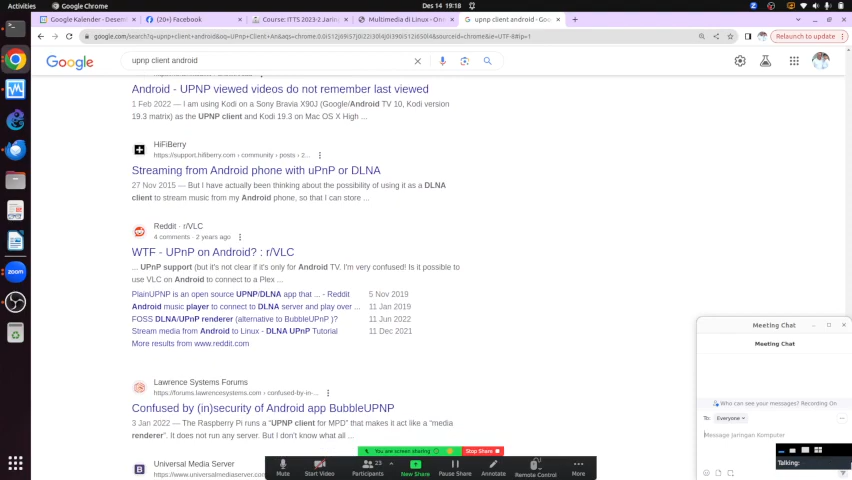 Activities
Google Chrome
Des 14 19:18
Google Kalender - Desem
(20+) Facebook
Course: ITTS 2023-2 Jarin
Multimedia di Linux - Onn
upnp client android - Goo
google.com/search?q=upnp+client+android&oq=UPnp+Client+An&aqs=chrome
Relaunch to update
Google
upnp client android
Android - UPNP viewed videos do not remember last viewed
1 Feb 2022 — I am using Kodi on a Sony Bravia X90J (Google/Android TV 10, Kodi version
19.3 matrix) as the UPNP client and Kodi 19.3 on Mac OS X High ...
HiFiBerry
https://support.hifiberry.com › community › posts › 2...
Streaming from Android phone with uPnP or DLNA
27 Nov 2015 — But I have actually been thinking about the possibility of using it as a DLNA
client to stream music from my Android phone, so that I can store ...
Reddit · r/VLC
4 comments · 2 years ago
WTF - UPnP on Android? : r/VLC
... UPnP support (but it's not clear if it's only for Android TV. I'm very confused! Is it possible to
use VLC on Android to connect to a Plex ...
PlainUPNP is an open source UPNP/DLNA app that ... - Reddit 5 Nov 2019
Android music player to connect to DLNA server and play over ... 11 Jan 2019
FOSS DLNA/UPnP renderer (alternative to BubbleUPnP )? 11 Jun 2022
Stream media from Android to Linux - DLNA UPnP Tutorial 11 Dec 2021
More results from www.reddit.com
Lawrence Systems Forums
https://forums.lawrencesystems.com › confused-by-in-...
Confused by (in)security of Android app BubbleUPNP
3 Jan 2022 — The Raspberry Pi runs a "UPNP client for MPD" that makes it act like a "media
renderer". It does not run any server. But I don't know what all ...
Universal Media Server
https://www.universalmediaserver
You are screen sharing
Stop Share
Mute
Start Video
Participants
23
New Share
Pause Share
Annotate
Remote Control
More
Meeting Chat
Meeting Chat
Who can see your messages? Recording On
To: Everyone
Message Jaringan Komputer
Talking: